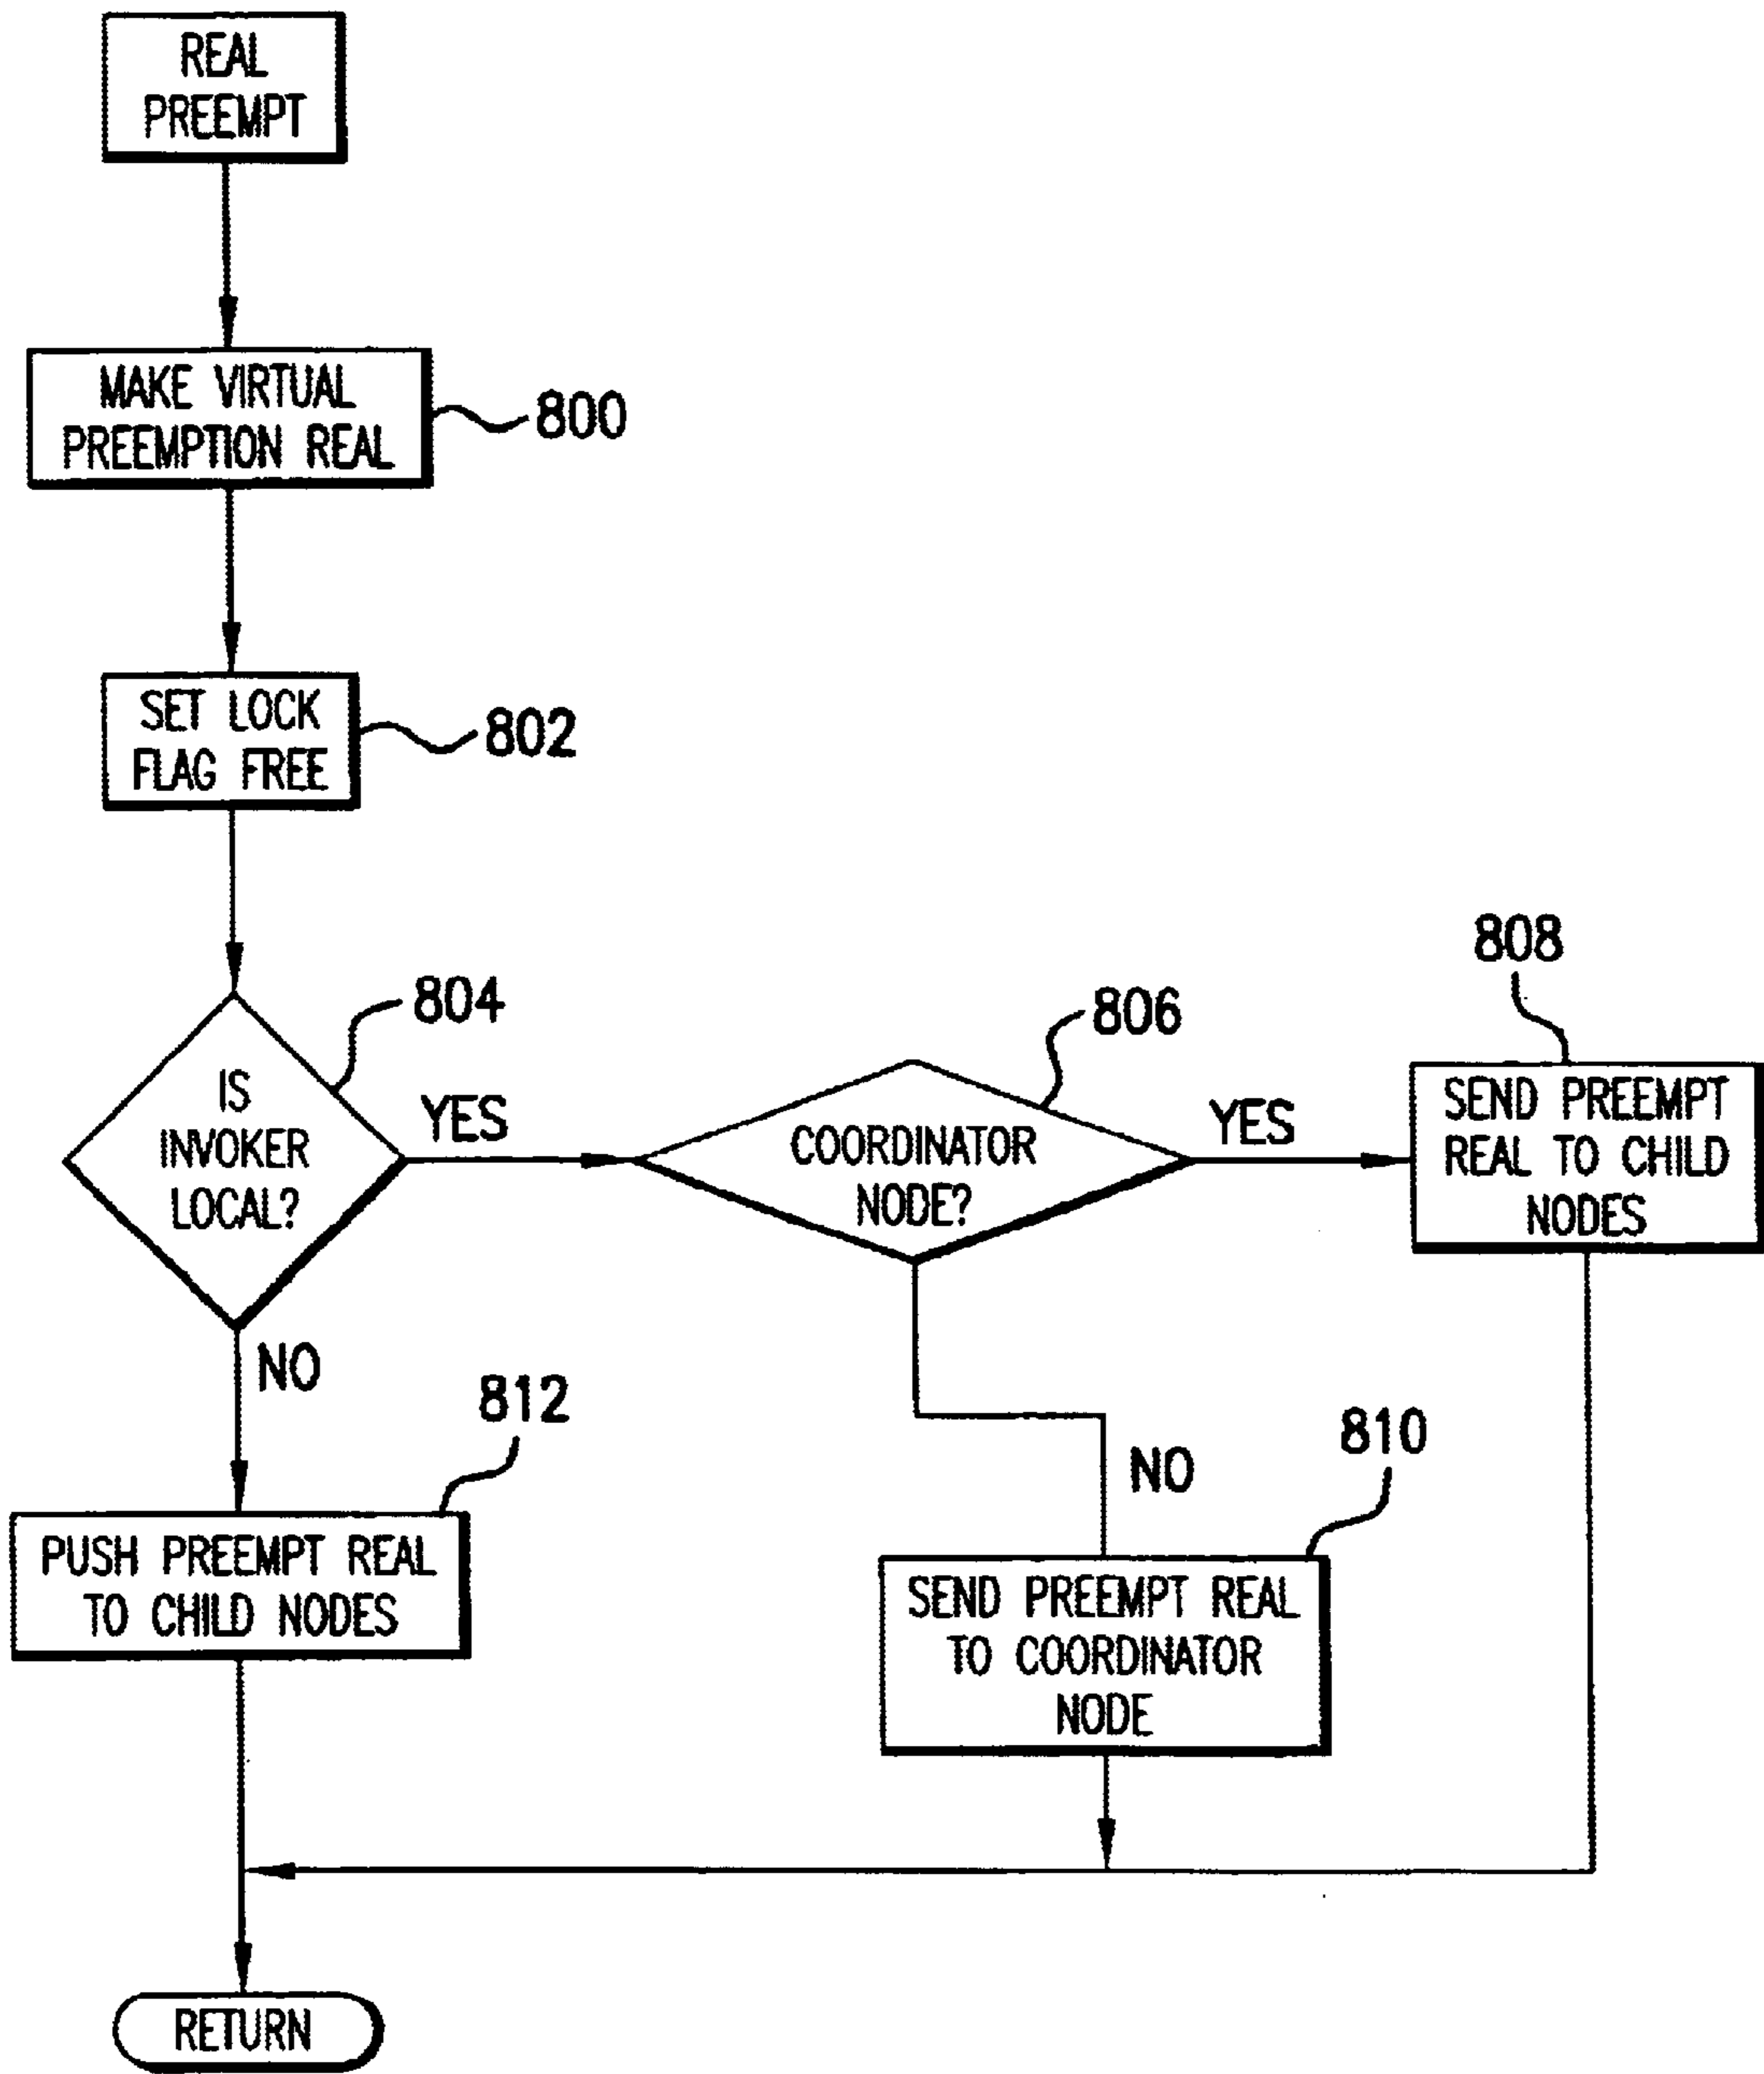 REAL
PREEMPT
MAKE VIRTUAL
PREEMPTION REAL
800
SET LOCK
FLAG FREE
802
804
IS
INVOKER
LOCAL?
YES
806
COORDINATOR
NODE?
YES
808
SEND PREEMPT
REAL TO CHILD
NODES
NO
812
PUSH PREEMPT REAL
TO CHILD NODES
NO
810
SEND PREEMPT REAL
TO COORDINATOR
NODE
RETURN